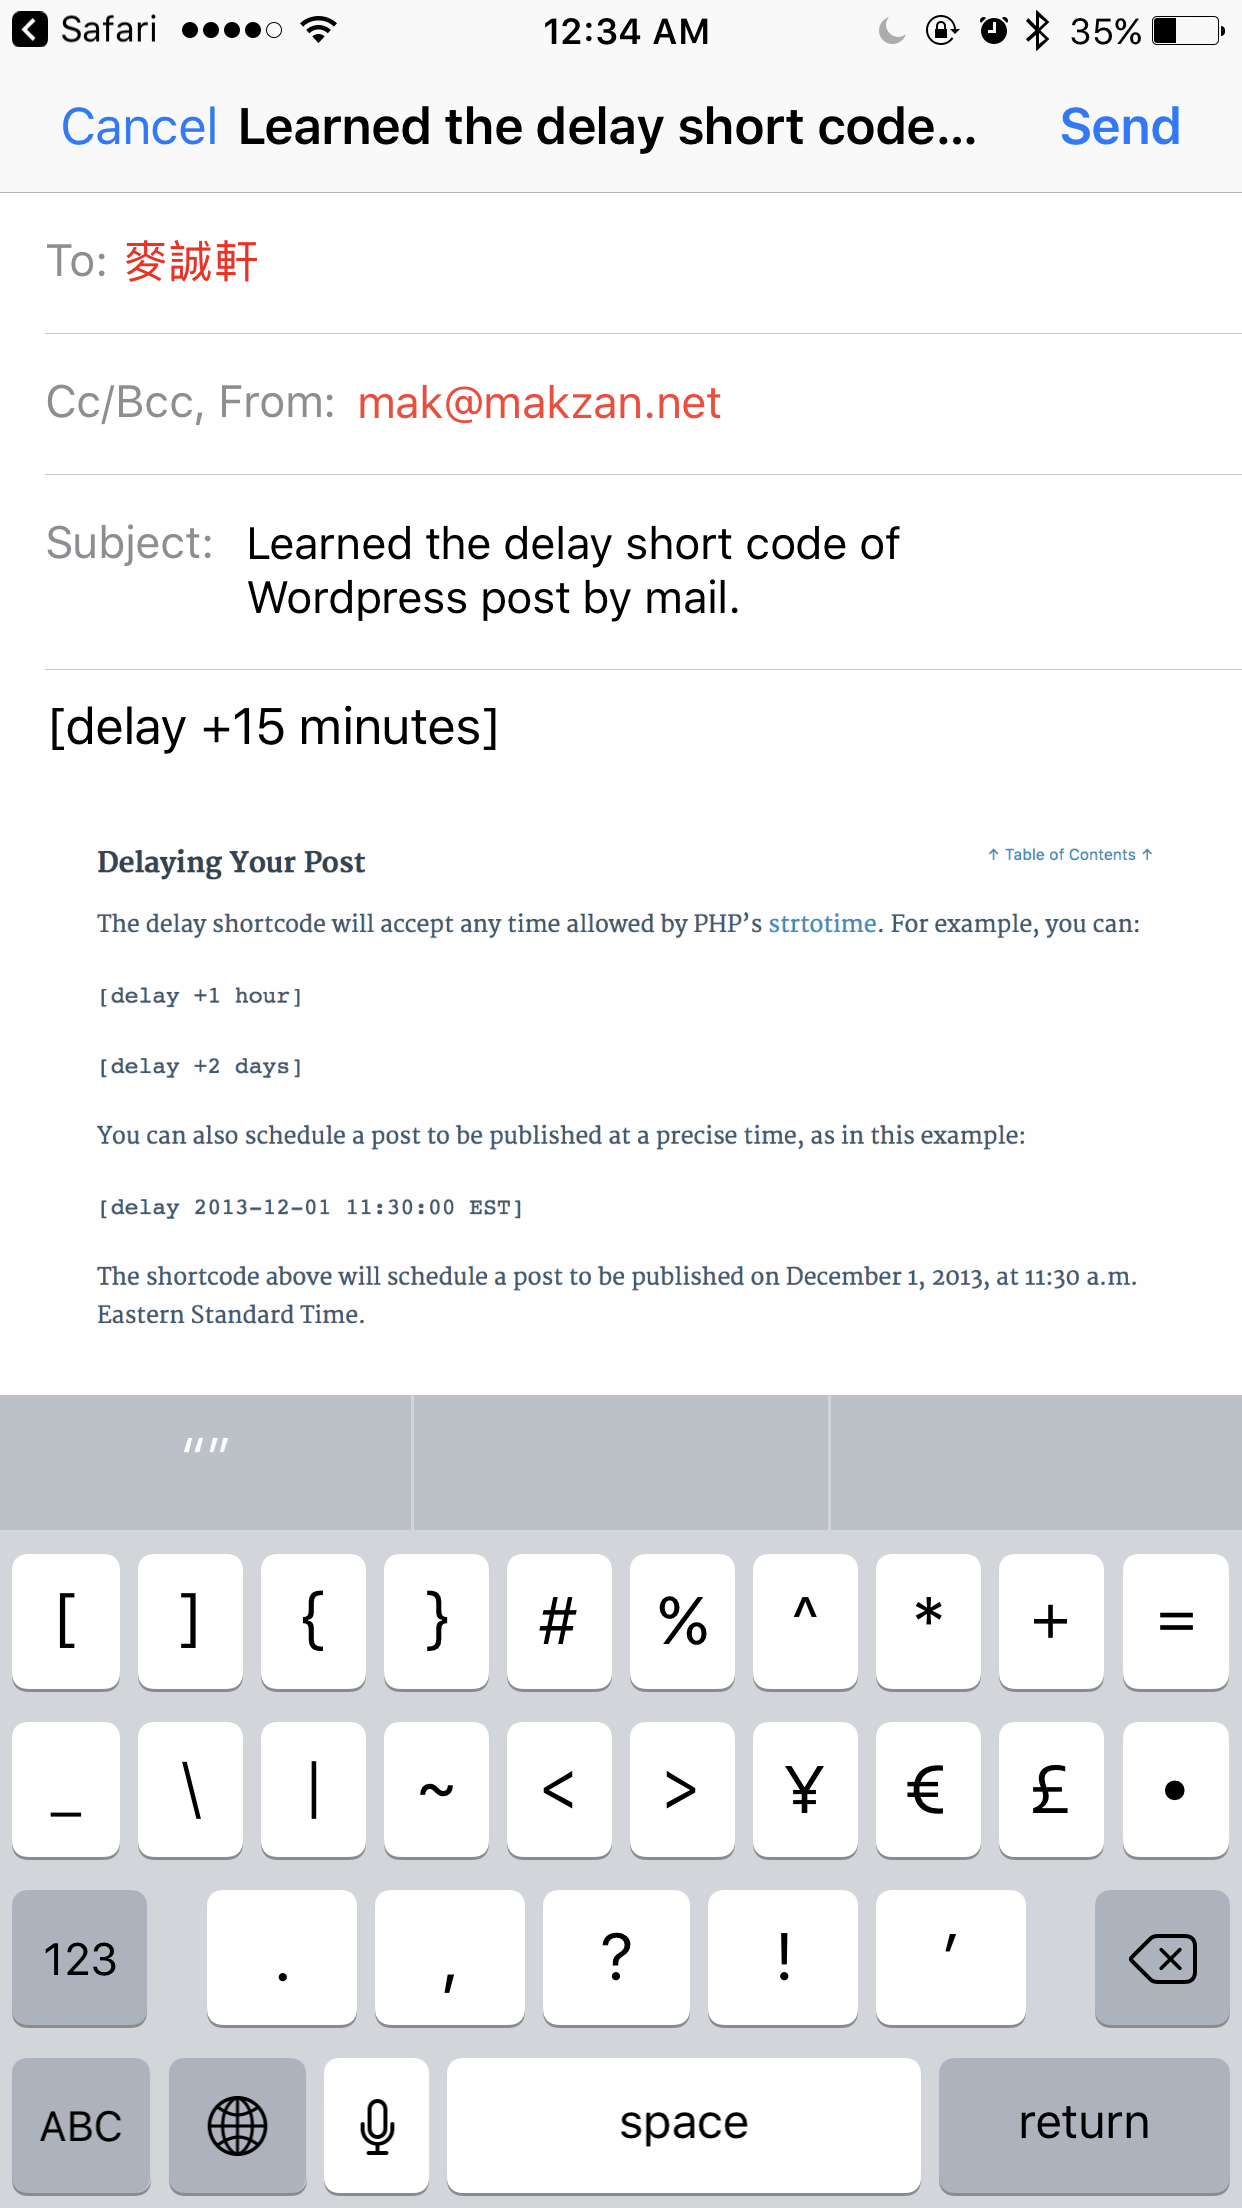 Safari
12:34 AM
35%
Cancel
Learned the delay short code...
Send
To: 麥誠軒
Cc/Bcc, From: mak@makzan.net
Subject: Learned the delay short code of
Wordpress post by mail.
[delay +15 minutes]
Delaying Your Post
↑ Table of Contents ↑
The delay shortcode will accept any time allowed by PHP’s strtotime. For example, you can:
[delay +1 hour]
[delay +2 days]
You can also schedule a post to be published at a precise time, as in this example:
[delay 2013-12-01 11:30:00 EST]
The shortcode above will schedule a post to be published on December 1, 2013, at 11:30 a.m.
Eastern Standard Time.
“”
[ ] { } # % ^ * + =
_ \ | ~ < > ¥ € £ •
123 . , ? ! ’
ABC space return